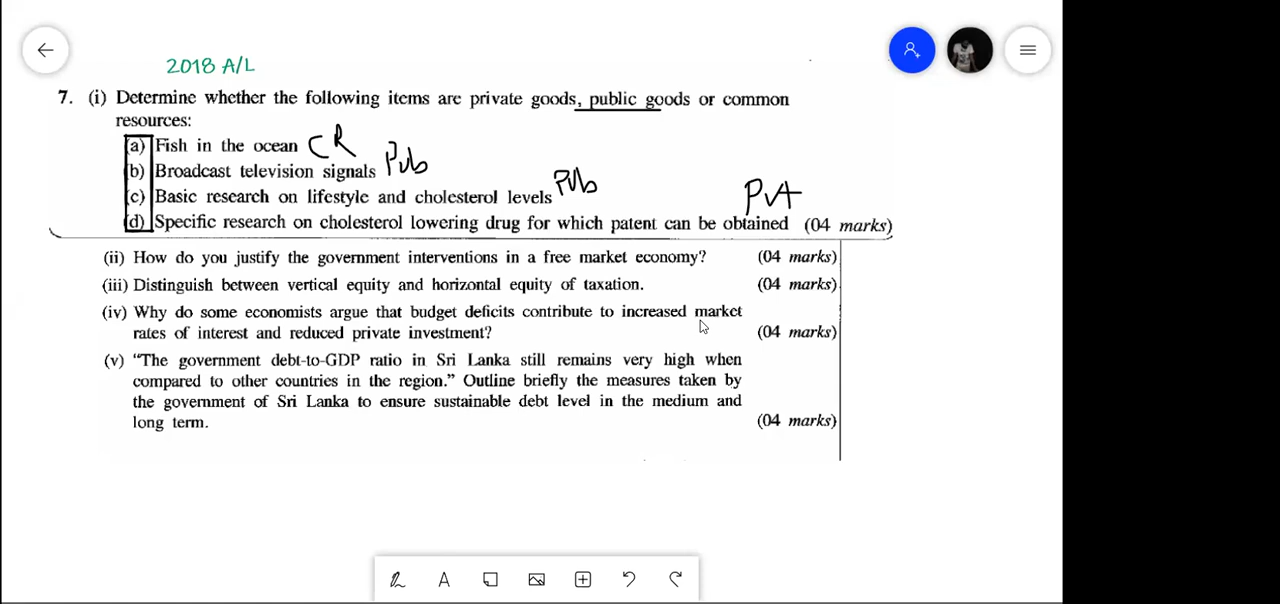 2018 A/L
7. (i) Determine whether the following items are private goods, public goods or common
resources:
(a) Fish in the ocean CR
(b) Broadcast television signals Pub
(c) Basic research on lifestyle and cholesterol levels Pub
(d) Specific research on cholesterol lowering drug for which patent can be obtained (04 marks) Pvt
(ii) How do you justify the government interventions in a free market economy? (04 marks)
(iii) Distinguish between vertical equity and horizontal equity of taxation. (04 marks)
(iv) Why do some economists argue that budget deficits contribute to increased market
rates of interest and reduced private investment? (04 marks)
(v) "The government debt-to-GDP ratio in Sri Lanka still remains very high when
compared to other countries in the region." Outline briefly the measures taken by
the government of Sri Lanka to ensure sustainable debt level in the medium and
long term. (04 marks)
A